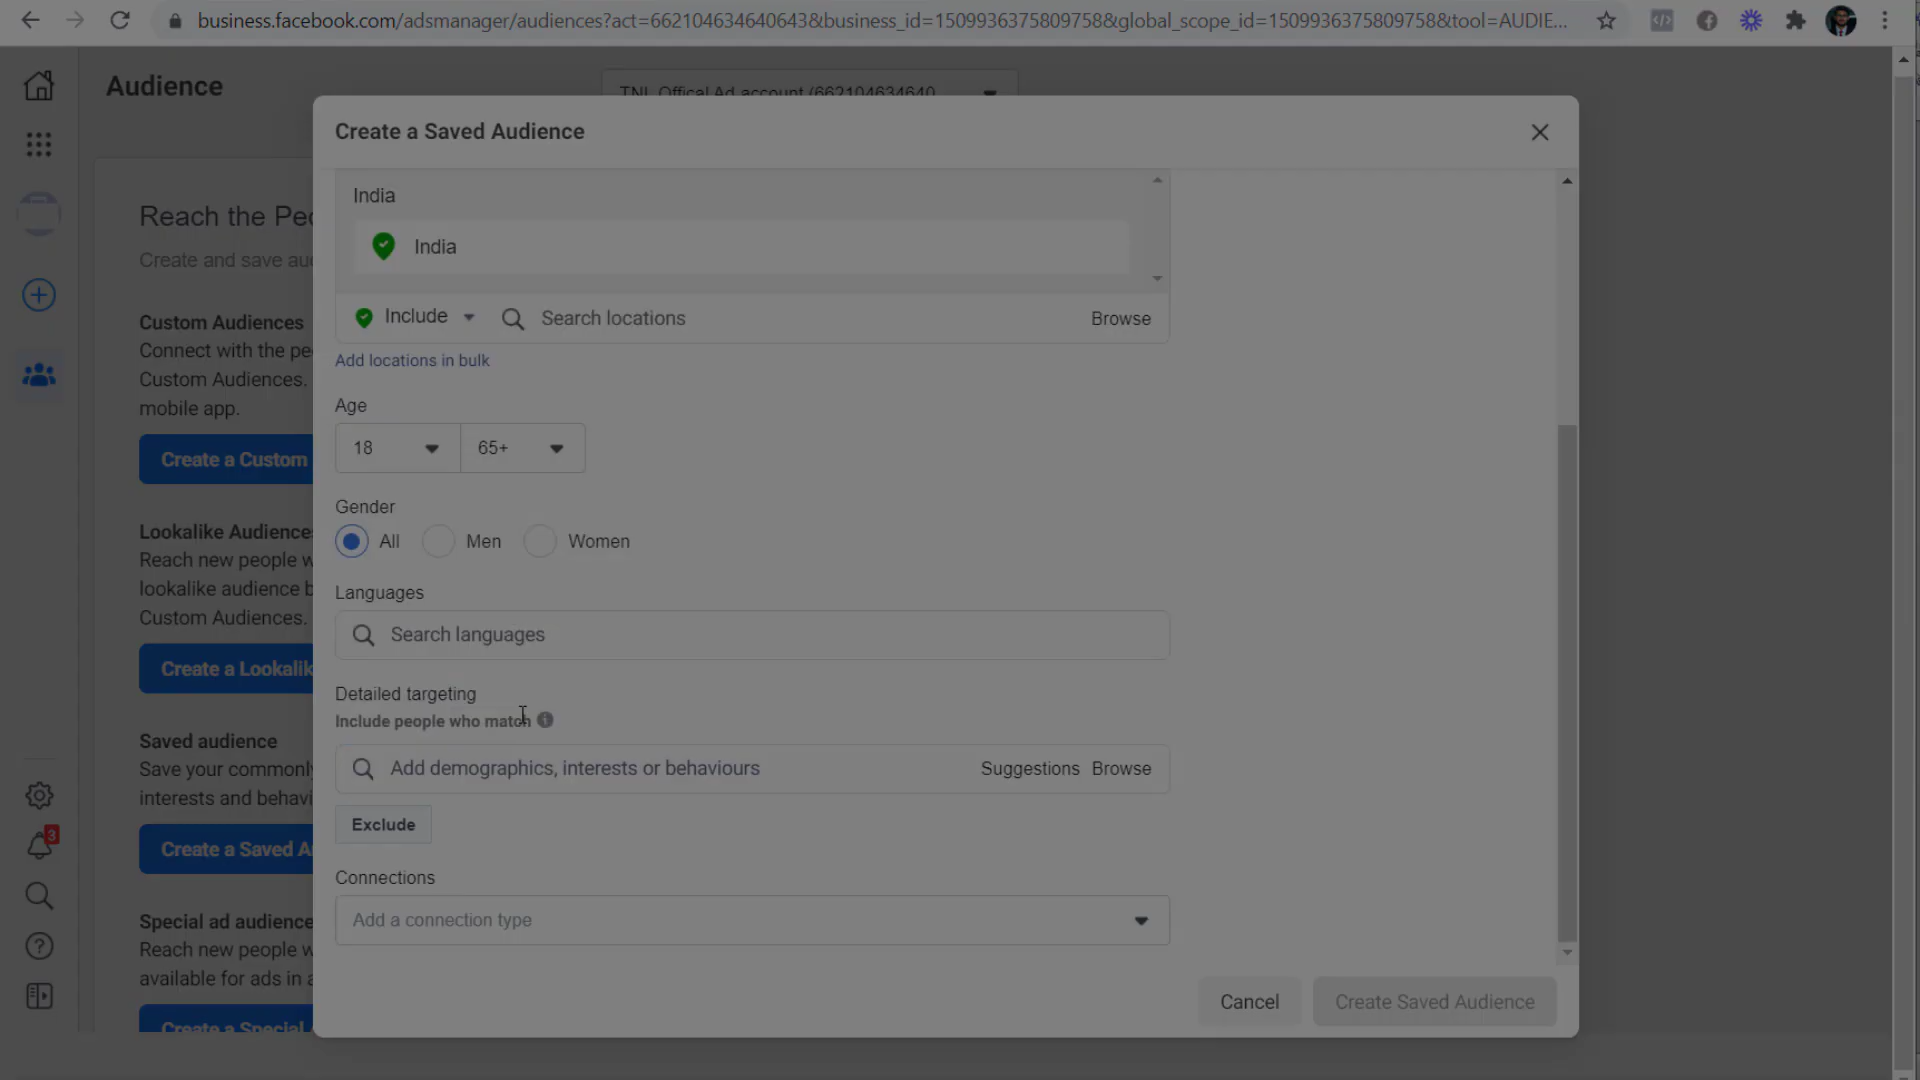 business.facebook.com/adsmanager/audiences?act=662104634640643&business_id=1509936375809758&global_scope_id=1509936375809758&tool=AUDIE...
Audience
TNL Offical Ad account (662104634640...
Create a Saved Audience
Reach the Peo
Create and save au
Custom Audiences
Connect with the pe
Custom Audiences.
mobile app.
Create a Custom
Lookalike Audience
Reach new people w
lookalike audience b
Custom Audiences.
Create a Lookalik
Saved audience
Save your commonl
interests and behavi
Create a Saved A
Special ad audience
Reach new people w
available for ads in a
Create a Special
3
India
India
Include
Search locations
Browse
Add locations in bulk
Age
18
65+
Gender
All
Men
Women
Languages
Search languages
Detailed targeting
Include people who match
Add demographics, interests or behaviours
Suggestions
Browse
Exclude
Connections
Add a connection type
Cancel
Create Saved Audience